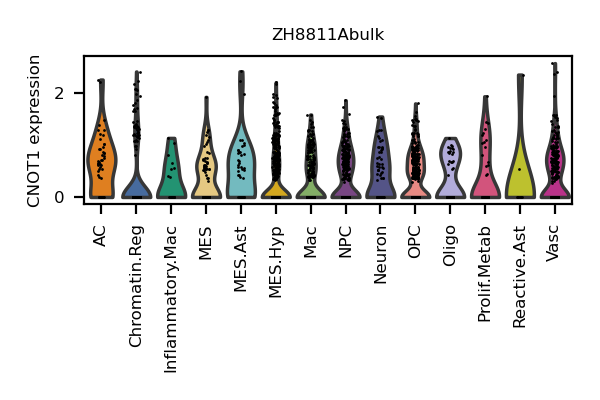 ZH8811Abulk
CNOT1 expression
2
0
AC
Chromatin.Reg
Inflammatory.Mac
MES
MES.Ast
MES.Hyp
Mac
NPC
Neuron
OPC
Oligo
Prolif.Metab
Reactive.Ast
Vasc